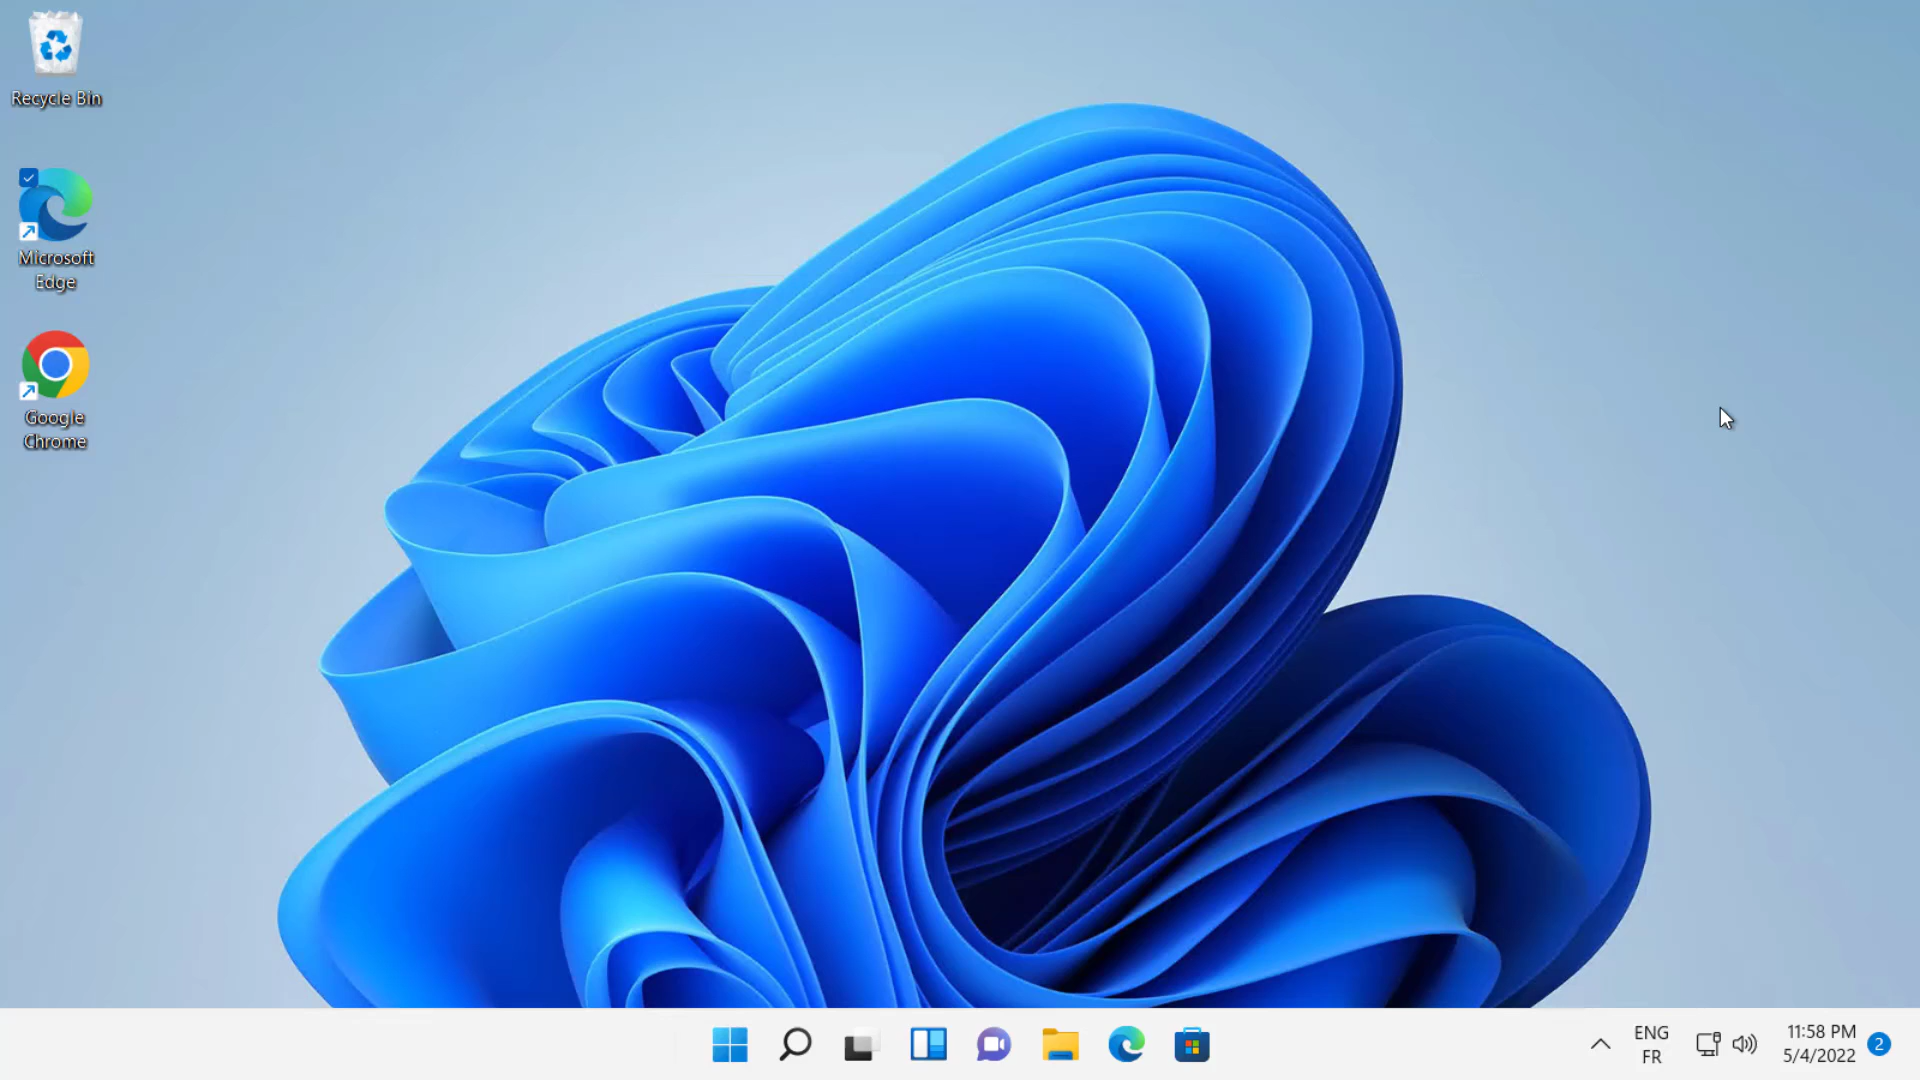 Recycle Bin
Microsoft
Edge
Google
Chrome
ENG
FR
11:58 PM
5/4/2022
2